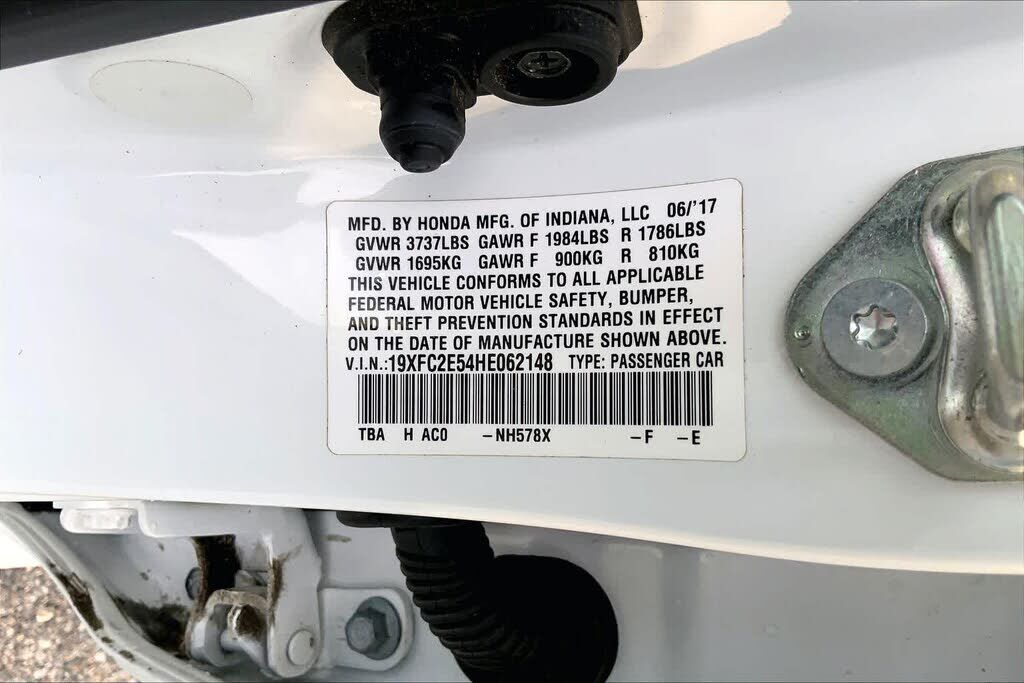 MFD. BY HONDA MFG. OF INDIANA, LLC 06/'17
GVWR 3737LBS GAWR F 1984LBS R 1786LBS
GVWR 1695KG GAWR F 900KG R 810KG
THIS VEHICLE CONFORMS TO ALL APPLICABLE
FEDERAL MOTOR VEHICLE SAFETY, BUMPER,
AND THEFT PREVENTION STANDARDS IN EFFECT
ON THE DATE OF MANUFACTURE SHOWN ABOVE.
V.I.N.:19XFC2E54HE062148 TYPE: PASSENGER CAR
TBA H AC0 -NH578X -F -E